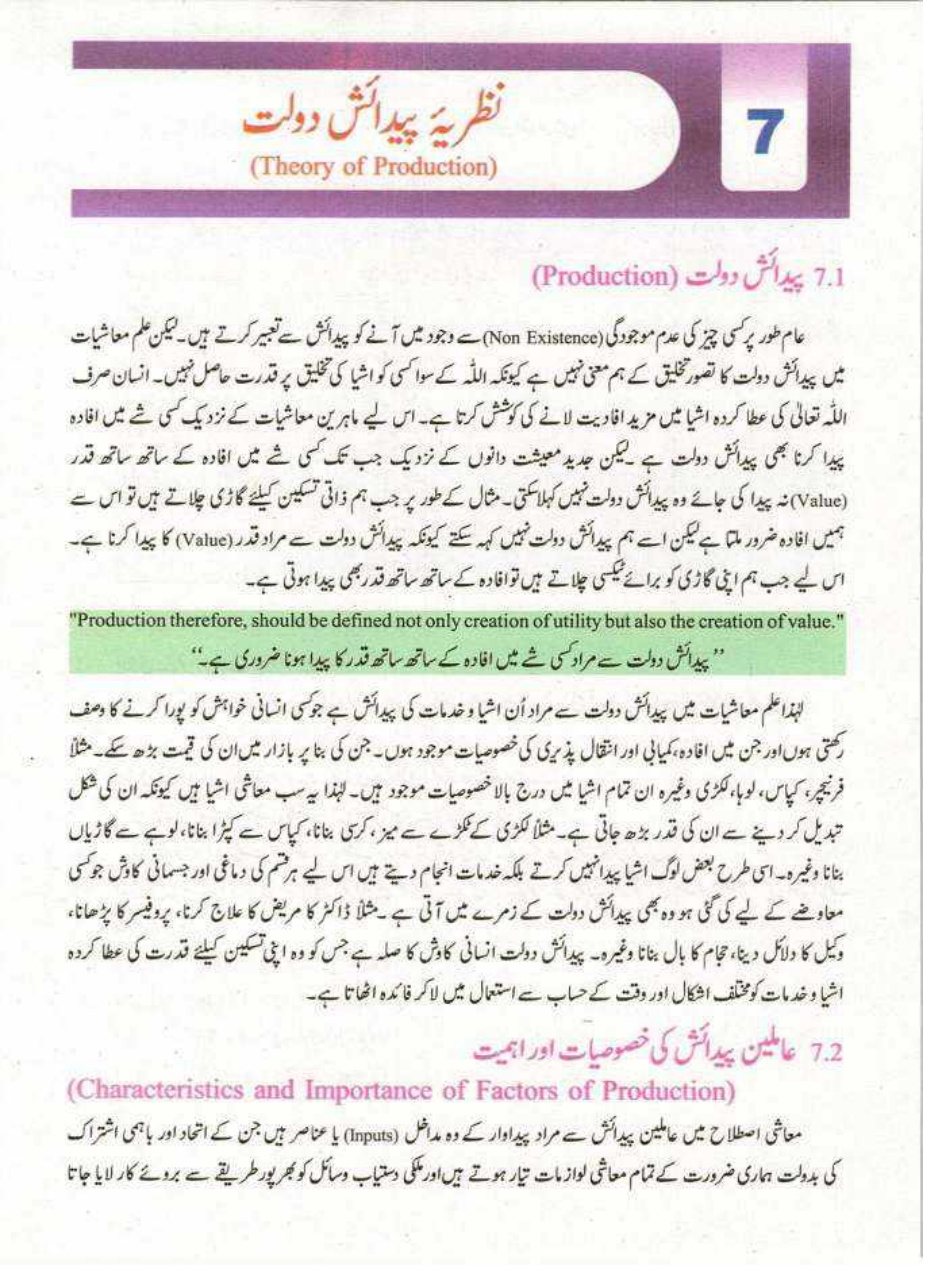 نظریۂ پیدائش دولت
(Theory of Production)
7
7.1 پیدائش دولت (Production)
عام طور پر کسی چیز کی عدم موجودگی (Non Existence) سے وجود میں آنے کو پیدائش سے تعبیر کرتے ہیں۔ لیکن علم معاشیات
میں پیدائش دولت کا تصور تخلیق کے ہم معنی نہیں ہے کیونکہ اللہ کے سوا کسی کو اشیا کی تخلیق پر قدرت حاصل نہیں۔ انسان صرف
اللہ تعالیٰ کی عطا کردہ اشیا میں مزید افادیت لانے کی کوشش کرتا ہے۔ اس لیے ماہرین معاشیات کے نزدیک کسی شے میں افادہ
پیدا کرنا بھی پیدائش دولت ہے ۔لیکن جدید معیشت دانوں کے نزدیک جب تک کسی شے میں افادہ کے ساتھ ساتھ قدر
(Value) نہ پیدا کی جائے وہ پیدائش دولت نہیں کہلا سکتی۔ مثال کے طور پر جب ہم ذاتی تسکین کیلئے گاڑی چلاتے ہیں تو اس سے
ہمیں افادہ ضرور ملتا ہے لیکن اسے ہم پیدائش دولت نہیں کہہ سکتے کیونکہ پیدائش دولت سے مراد قدر (Value) کا پیدا کرنا ہے۔
اس لیے جب ہم اپنی گاڑی کو برائے ٹیکسی چلاتے ہیں تو افادہ کے ساتھ ساتھ قدر بھی پیدا ہوتی ہے۔
"Production therefore, should be defined not only creation of utility but also the creation of value."
’’ پیدائش دولت سے مراد کسی شے میں افادہ کے ساتھ ساتھ قدر کا پیدا ہونا ضروری ہے۔‘‘
لہٰذا علم معاشیات میں پیدائش دولت سے مراد اُن اشیا و خدمات کی پیدائش ہے جو کسی انسانی خواہش کو پورا کرنے کا وصف
رکھتی ہوں اور جن میں افادہ، کمیابی اور انتقال پذیری کی خصوصیات موجود ہوں۔ جن کی بنا پر بازار میں ان کی قیمت بڑھ سکے۔ مثلاً
فرنیچر، کپاس، لوہا، لکڑی وغیرہ ان تمام اشیا میں درج بالا خصوصیات موجود ہیں۔ لہٰذا یہ سب معاشی اشیا ہیں کیونکہ ان کی شکل
تبدیل کر دینے سے ان کی قدر بڑھ جاتی ہے۔ مثلاً لکڑی کے ٹکڑے سے میز، کرسی بنانا، کپاس سے کپڑا بنانا، لوہے سے گاڑیاں
بنانا وغیرہ۔ اسی طرح بعض لوگ اشیا پیدا نہیں کرتے بلکہ خدمات انجام دیتے ہیں اس لیے ہر قسم کی دماغی اور جسمانی کاوش جو کسی
معاوضے کے لیے کی گئی ہو وہ بھی پیدائش دولت کے زمرے میں آتی ہے ۔مثلاً ڈاکٹر کا مریض کا علاج کرنا، پروفیسر کا پڑھانا،
وکیل کا دلائل دینا، حجام کا بال بنانا وغیرہ۔ پیدائش دولت انسانی کاوش کا صلہ ہے جس کو وہ اپنی تسکین کیلئے قدرت کی عطا کردہ
اشیا و خدمات کو مختلف اشکال اور وقت کے حساب سے استعمال میں لا کر فائدہ اٹھاتا ہے۔
7.2 عاملین پیدائش کی خصوصیات اور اہمیت
(Characteristics and Importance of Factors of Production)
معاشی اصطلاح میں عاملین پیدائش سے مراد پیداوار کے وہ مداخل (Inputs) یا عناصر ہیں جن کے اتحاد اور باہمی اشتراک
کی بدولت ہماری ضرورت کے تمام معاشی لوازمات تیار ہوتے ہیں اور ملکی دستیاب وسائل کو بھرپور طریقے سے بروئے کار لایا جاتا